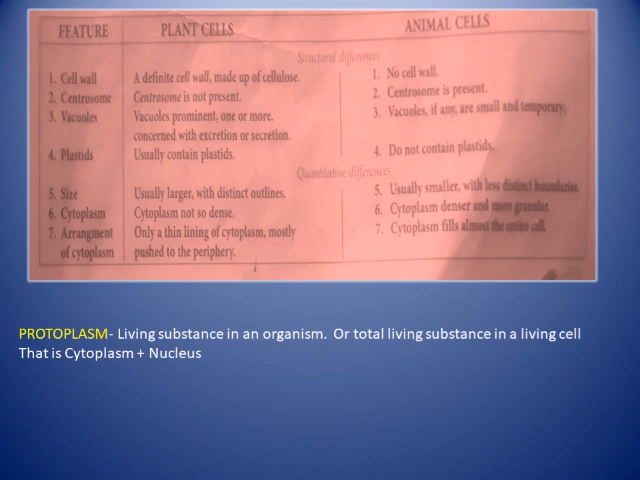 FEATURE PLANT CELLS ANIMAL CELLS
Structural differences
1. Cell wall A definite cell wall, made up of cellulose. 1. No cell wall.
2. Centrosome Centrosome is not present. 2. Centrosome is present.
3. Vacuoles Vacuoles prominent, one or more. 3. Vacuoles, if any, are small and temporary;
concerned with excretion or secretion.
4. Plastids Usually contain plastids. 4. Do not contain plastids.
Quantitative differences
5. Size Usually larger, with distinct outlines. 5. Usually smaller, with less distinct boundaries.
6. Cytoplasm Cytoplasm not so dense. 6. Cytoplasm denser and more granular.
7. Arrangment Only a thin lining of cytoplasm, mostly 7. Cytoplasm fills almost the entire cell.
of cytoplasm pushed to the periphery.
PROTOPLASM- Living substance in an organism. Or total living substance in a living cell
That is Cytoplasm + Nucleus